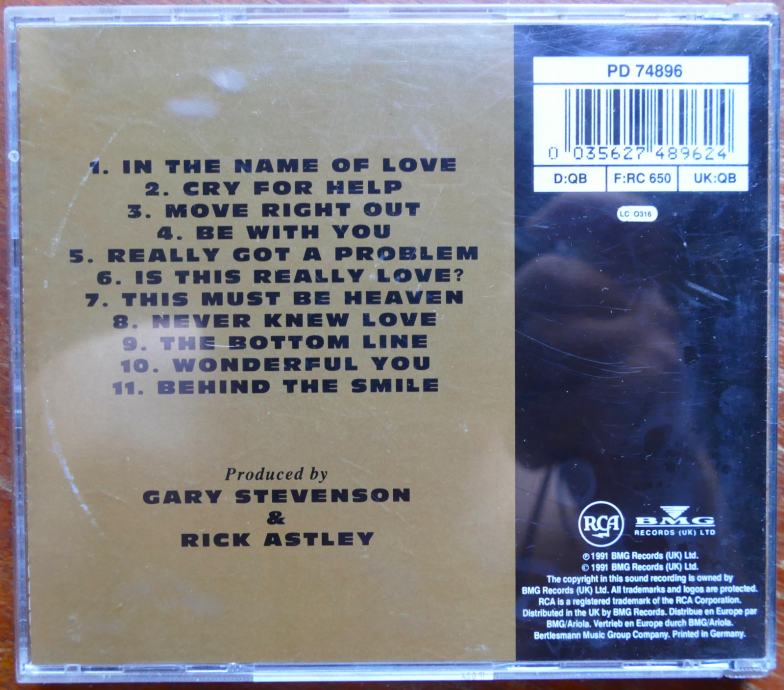 1. IN THE NAME OF LOVE
2. CRY FOR HELP
3. MOVE RIGHT OUT
4. BE WITH YOU
5. REALLY GOT A PROBLEM
6. IS THIS REALLY LOVE?
7. THIS MUST BE HEAVEN
8. NEVER KNEW LOVE
9. THE BOTTOM LINE
10. WONDERFUL YOU
11. BEHIND THE SMILE
Produced by
GARY STEVENSON
&
RICK ASTLEY
PD 74896
0 035627 489624
D:QB F:RC 650 UK:QB
LC 0316
RCA BMG
RECORDS (UK) LTD
℗ 1991 BMG Records (UK) Ltd.
© 1991 BMG Records (UK) Ltd.
The copyright in this sound recording is owned by
BMG Records (UK) Ltd. All trademarks and logos are protected.
RCA is a registered trademark of the RCA Corporation.
Distributed in the UK by BMG Records. Distribue en Europe par
BMG/Ariola. Vertrieb en Europe durch BMG/Ariola.
Bertlesmann Music Group Company. Printed in Germany.